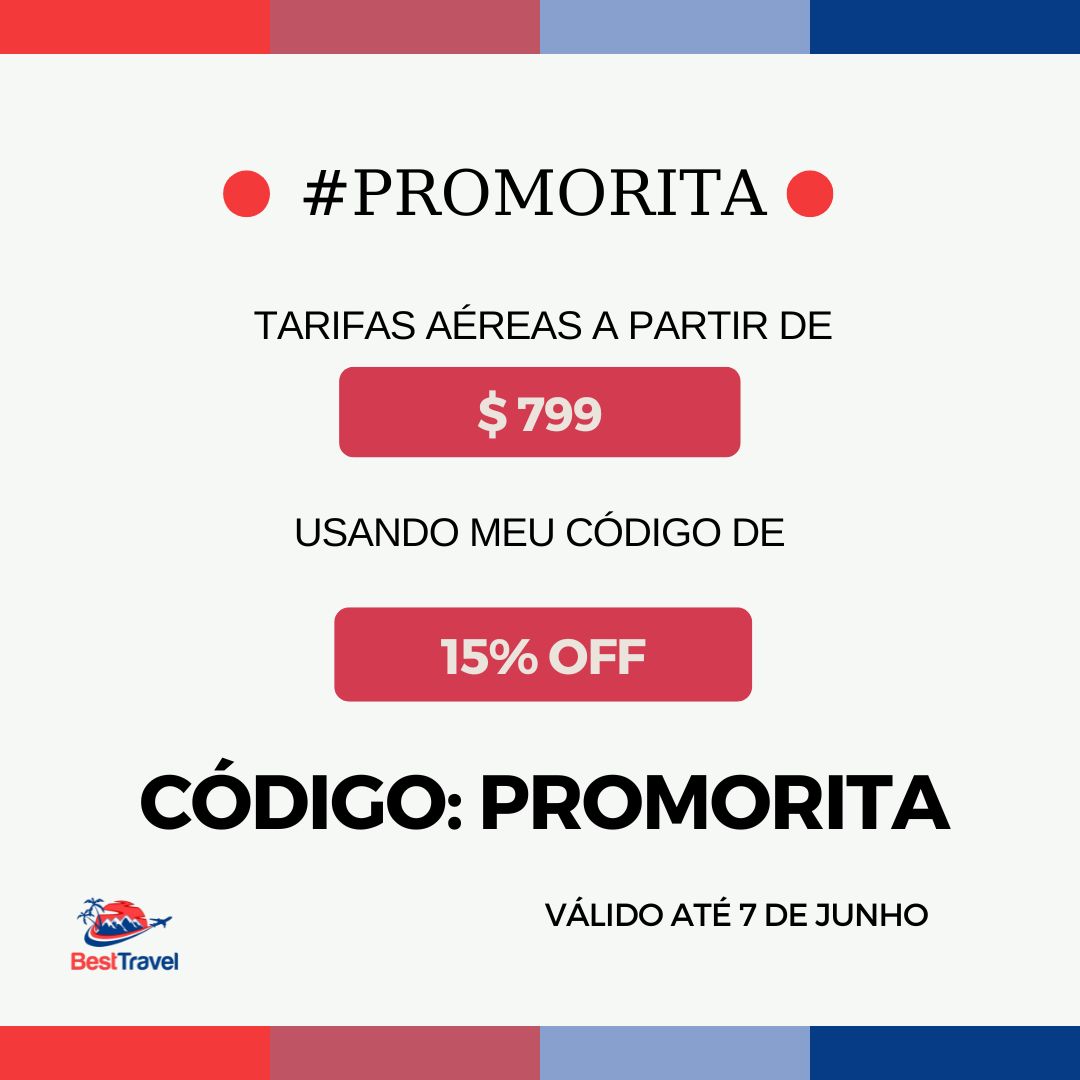 #PROMORITA
TARIFAS AÉREAS A PARTIR DE
$ 799
USANDO MEU CÓDIGO DE
15% OFF
CÓDIGO: PROMORITA
VÁLIDO ATÉ 7 DE JUNHO
BestTravel